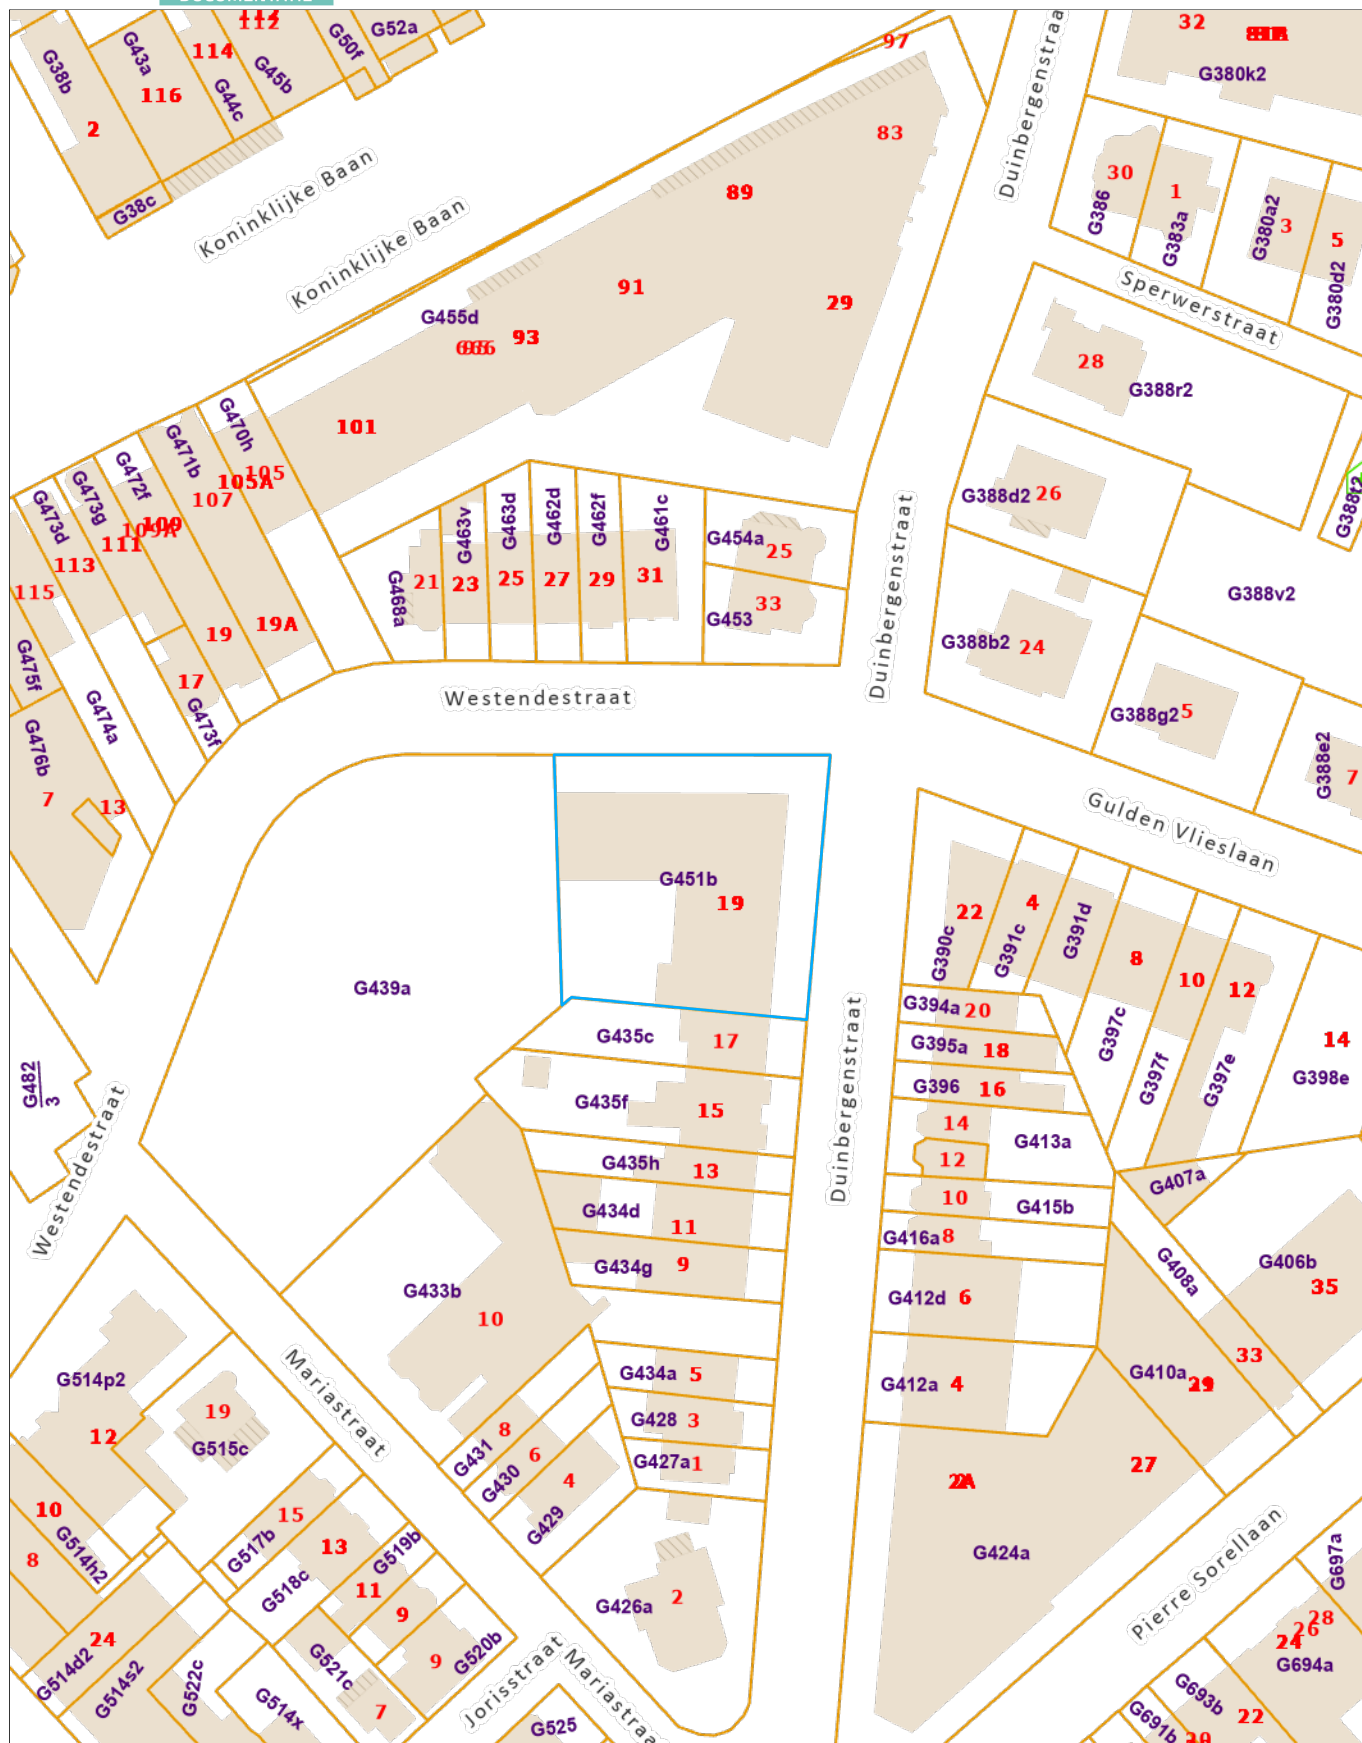 G52a
G50f
112
114
G43a
G38b
116
G45b
G44c
2
G38c
97
32
G380k2
83
89
Duinbergenstraa
30
1
G386
G383a
G380a2
3
5
G380d2
Koninklijke Baan
Koninklijke Baan
91
29
G455d
93
Sperwerstraat
28
G388r2
101
G470h
G471b
105
105A
107
G472f
G473g
G473d
109
109A
111
113
115
G388d2
26
G388t2
G463v
G463d
G462d
G462f
G461c
G454a
25
21
23
25
27
29
31
33
G453
G468a
Duinbergenstraat
G388v2
G388b2
24
19A
19
17
G473f
G475f
G474a
G476b
7
13
Westendestraat
G388g2
5
G388e2
7
Gulden Vlieslaan
G451b
19
22
4
G390c
G391c
G391d
8
10
12
G397c
G397f
G397e
14
G398e
G439a
G394a
20
G395a
18
G396
16
14
G413a
12
10
G415b
G416a
8
G412d
6
G412a
4
G435c
17
G435f
15
G435h
13
G434d
11
G434g
9
Duinbergenstraat
G482
3
Westendestraat
G407a
G408a
G406b
35
33
G410a
27
G433b
10
G434a
5
G428
3
G427a
1
G514p2
12
19
G515c
Mariastraat
8
G431
6
G430
4
G429
10
8
G514h2
15
G517b
13
G518c
G519b
11
9
9
G520b
G521c
7
24
G514d2
G514s2
G522c
G514x
G426a
2
2A
G424a
Jorisstraat
Mariastraa
G525
Pierre Sorellaan
G697a
28
26
24
G694a
G693b
22
G691b
20